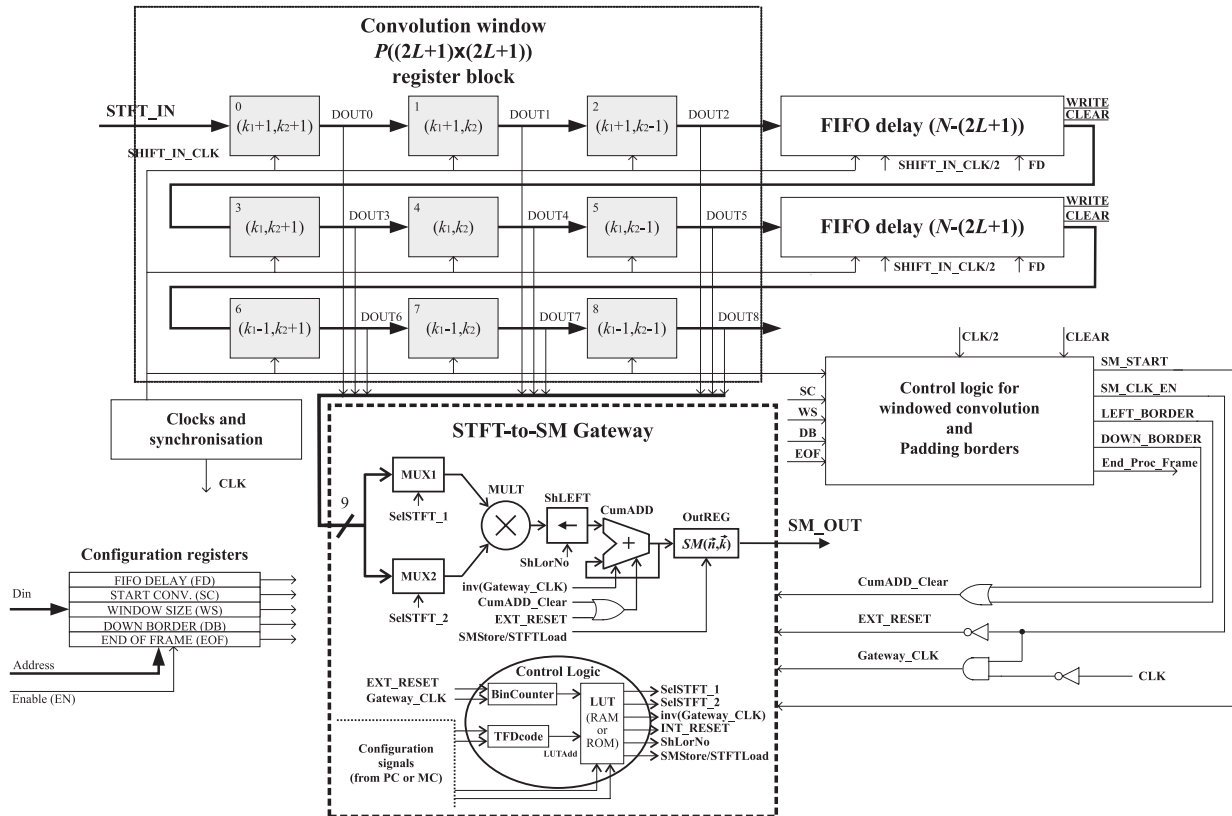 Convolution window
P((2L+1)x(2L+1))
register block
STFT_IN
SHIFT_IN_CLK
0
(k1+1,k2+1)
DOUT0
1
(k1+1,k2)
DOUT1
2
(k1+1,k2-1)
DOUT2
FIFO delay (N-(2L+1))
WRITE
CLEAR
SHIFT_IN_CLK/2
FD
3
(k1,k2+1)
DOUT3
4
(k1,k2)
DOUT4
5
(k1,k2-1)
DOUT5
FIFO delay (N-(2L+1))
WRITE
CLEAR
SHIFT_IN_CLK/2
FD
6
(k1-1,k2+1)
DOUT6
7
(k1-1,k2)
DOUT7
8
(k1-1,k2-1)
DOUT8
Clocks and
synchronisation
CLK
CLK/2
CLEAR
SC
WS
DB
EOF
Control logic for
windowed convolution
and
Padding borders
SM_START
SM_CLK_EN
LEFT_BORDER
DOWN_BORDER
End_Proc_Frame
STFT-to-SM Gateway
9
MUX1
SelSTFT_1
MUX2
SelSTFT_2
MULT
ShLEFT
ShLorNo
CumADD
+
OutREG
SM(n⃗,k⃗)
SM_OUT
inv(Gateway_CLK)
CumADD_Clear
EXT_RESET
SMStore/STFTLoad
Configuration registers
Din
FIFO DELAY (FD)
START CONV. (SC)
WINDOW SIZE (WS)
DOWN BORDER (DB)
END OF FRAME (EOF)
Address
Enable (EN)
CumADD_Clear
EXT_RESET
Gateway_CLK
CLK
Control Logic
EXT_RESET
Gateway_CLK
BinCounter
TFDcode
LUTAdd
LUT
(RAM
or
ROM)
SelSTFT_1
SelSTFT_2
inv(Gateway_CLK)
INT_RESET
ShLorNo
SMStore/STFTLoad
Configuration
signals
(from PC or MC)